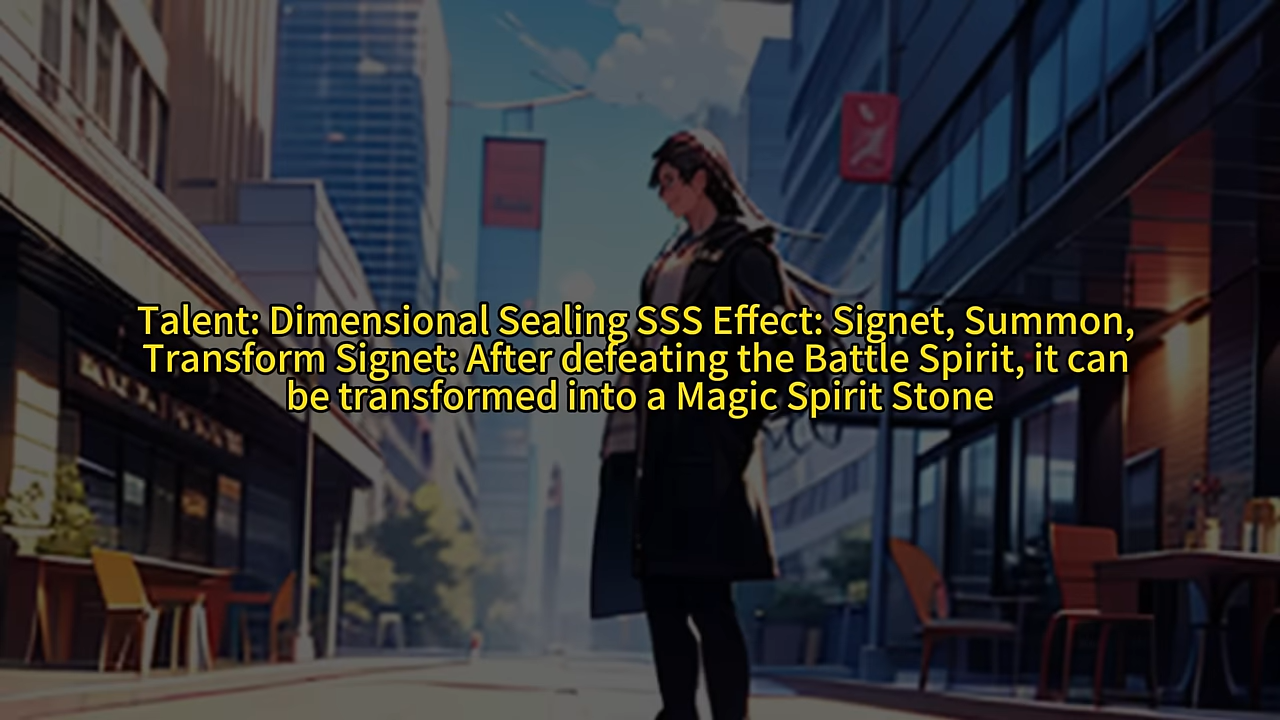 Talent: Dimensional Sealing SSS Effect: Signet, Summon,
Transform Signet: After defeating the Battle Spirit, it can
be transformed into a Magic Spirit Stone